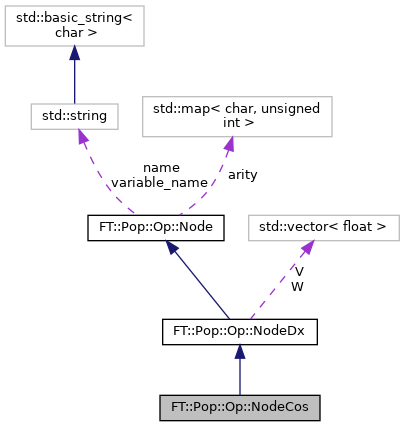 std::basic_string<
char >
std::string
std::map< char, unsigned
int >
name
variable_name
arity
FT::Pop::Op::Node
std::vector< float >
V
W
FT::Pop::Op::NodeDx
FT::Pop::Op::NodeCos